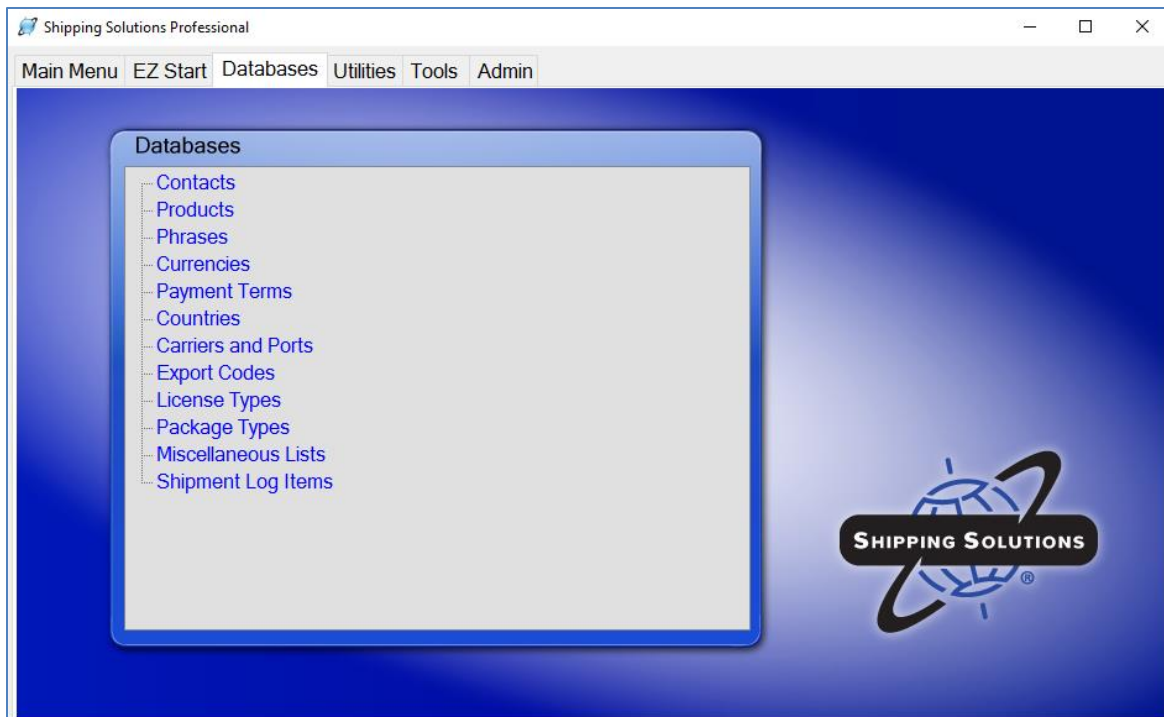 Shipping Solutions Professional
Main Menu EZ Start Databases Utilities Tools Admin
Databases
Contacts
Products
Phrases
Currencies
Payment Terms
Countries
Carriers and Ports
Export Codes
License Types
Package Types
Miscellaneous Lists
Shipment Log Items
SHIPPING SOLUTIONS
®